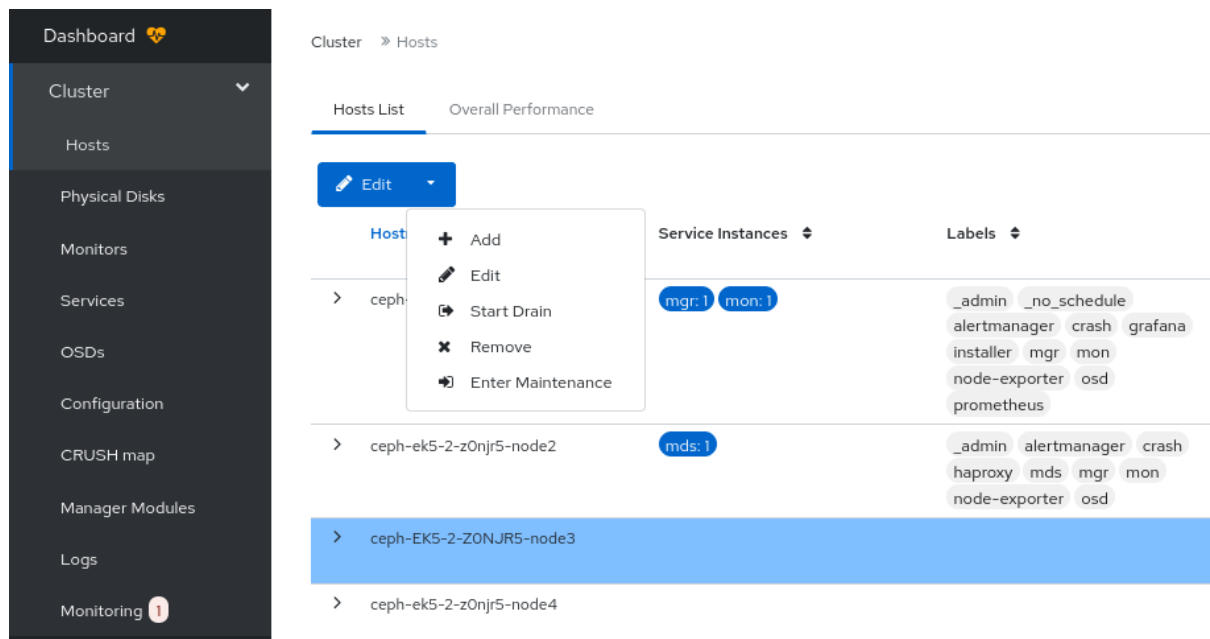 Dashboard
Cluster
Hosts
Physical Disks
Monitors
Services
OSDs
Configuration
CRUSH map
Manager Modules
Logs
Monitoring 1
Cluster » Hosts
Hosts List Overall Performance
Edit
Add
Edit
Start Drain
Remove
Enter Maintenance
Service Instances Labels
mgr: 1 mon: 1 _admin _no_schedule
alertmanager crash grafana
installer mgr mon
node-exporter osd
prometheus
ceph-ek5-2-z0njr5-node2 mds: 1 _admin alertmanager crash
haproxy mds mgr mon
node-exporter osd
ceph-EK5-2-Z0NJR5-node3
ceph-ek5-2-z0njr5-node4